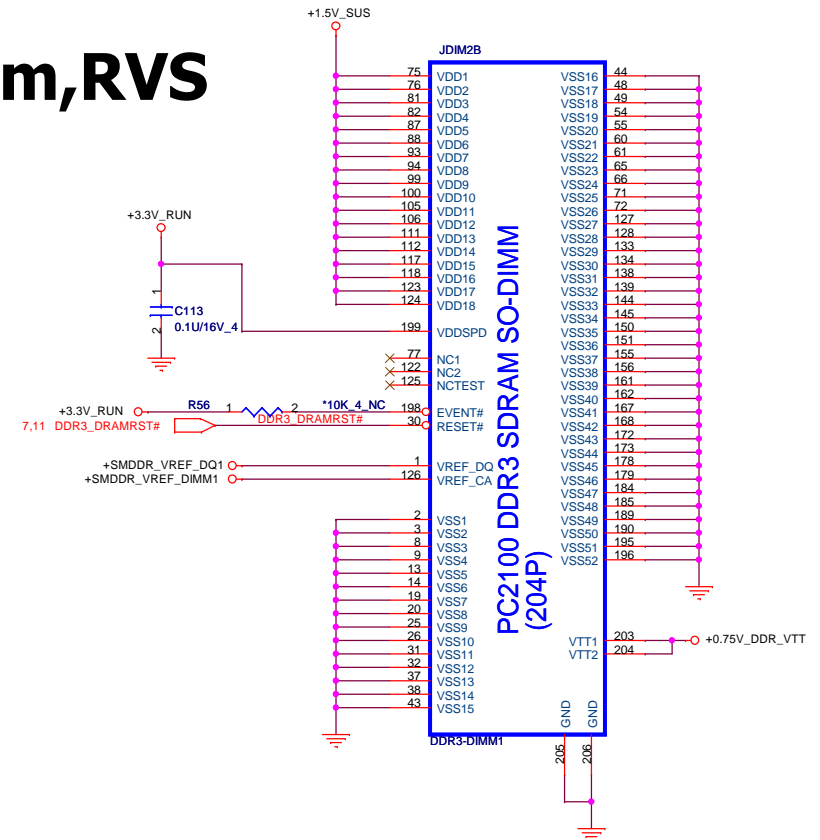 +1.5V_SUS
m,RVS
JDIM2B
75 VDD1 VSS16 44
76 VDD2 VSS17 48
81 VDD3 VSS18 49
82 VDD4 VSS19 54
87 VDD5 VSS20 55
88 VDD6 VSS21 60
93 VDD7 VSS22 61
94 VDD8 VSS23 65
99 VDD9 VSS24 66
100 VDD10 VSS25 71
105 VDD11 VSS26 72
106 VDD12 VSS27 127
111 VDD13 VSS28 128
112 VDD14 VSS29 133
117 VDD15 VSS30 134
118 VDD16 VSS31 138
123 VDD17 VSS32 139
124 VDD18 VSS33 144
VSS34 145
199 VDDSPD VSS35 150
VSS36 151
77 NC1 VSS37 155
122 NC2 VSS38 156
125 NCTEST VSS39 161
VSS40 162
198 EVENT# VSS41 167
30 RESET# VSS42 168
VSS43 172
VSS44 173
1 VREF_DQ VSS45 178
126 VREF_CA VSS46 179
VSS47 184
VSS48 185
2 VSS1 VSS49 189
3 VSS2 VSS50 190
8 VSS3 VSS51 195
9 VSS4 VSS52 196
13 VSS5
14 VSS6
19 VSS7
20 VSS8
25 VSS9
26 VSS10 VTT1 203
31 VSS11 VTT2 204
32 VSS12
37 VSS13
38 VSS14
43 VSS15
+0.75V_DDR_VTT
PC2100 DDR3 SDRAM SO-DIMM
(204P)
GND GND
205 206
DDR3-DIMM1
+3.3V_RUN
1
C113
0.1U/16V_4
2
+3.3V_RUN R56 1 2 *10K_4_NC
7,11 DDR3_DRAMRST# DDR3_DRAMRST#
+SMDDR_VREF_DQ1
+SMDDR_VREF_DIMM1